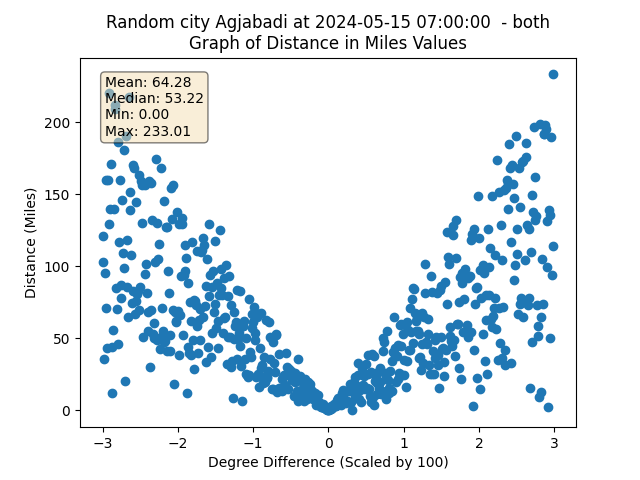 Random city Agjabadi at 2024-05-15 07:00:00  - both
Graph of Distance in Miles Values
Mean: 64.28
Median: 53.22
Min: 0.00
Max: 233.01
Distance (Miles)
200
150
100
50
0
−3 −2 −1 0 1 2 3
Degree Difference (Scaled by 100)